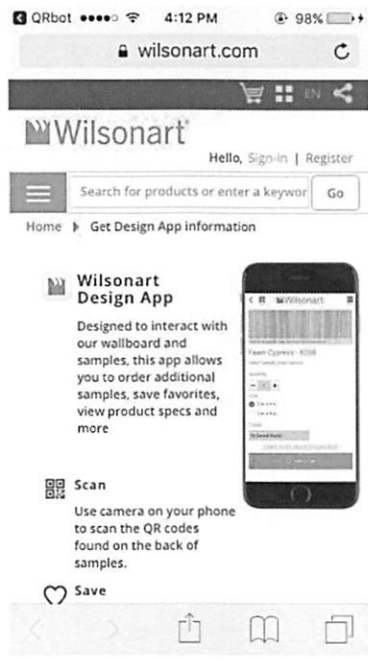 QRbot 4:12 PM 98%
wilsonart.com
EN
Wilsonart
Hello, Sign-in | Register
Search for products or enter a keywor Go
Home Get Design App information
Wilsonart
Design App
Designed to interact with
our wallboard and
samples, this app allows
you to order additional
samples, save favorites,
view product specs and
more
Wilsonart
Scan
Use camera on your phone
to scan the QR codes
found on the back of
samples.
Save